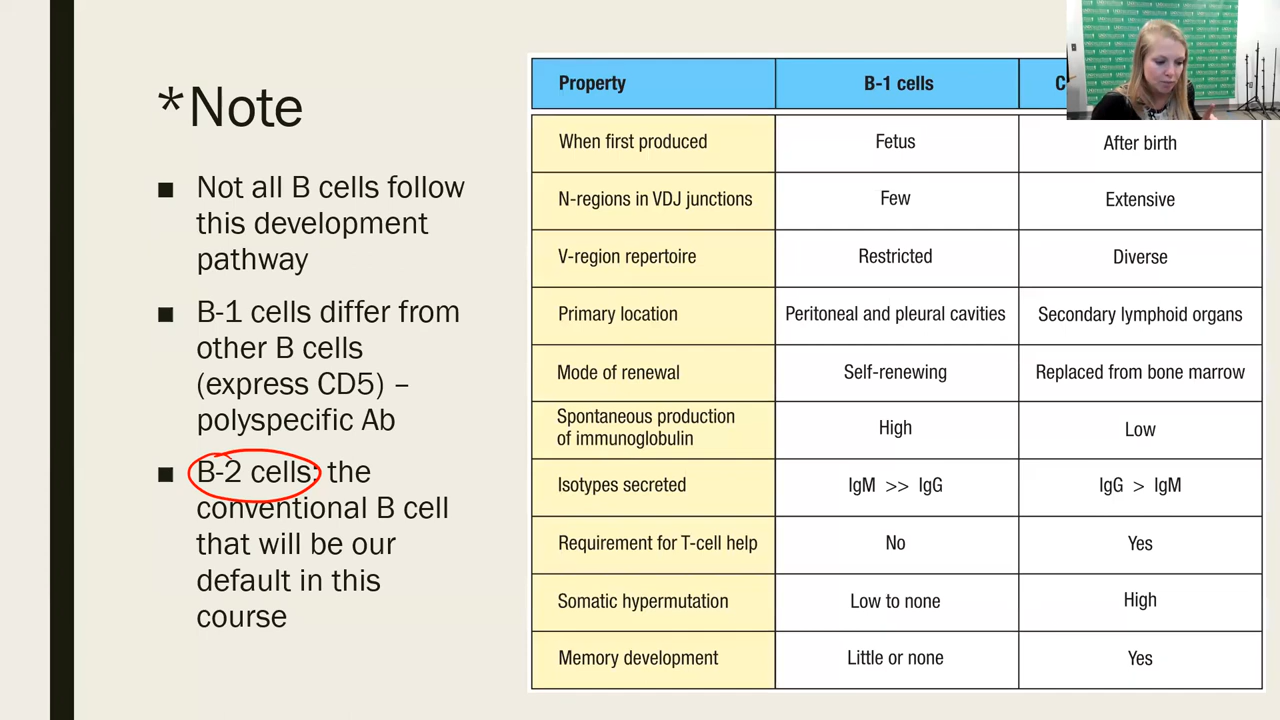 *Note
■ Not all B cells follow
this development
pathway
■ B-1 cells differ from
other B cells
(express CD5) –
polyspecific Ab
■ B-2 cells: the
conventional B cell
that will be our
default in this
course
Property B-1 cells
When first produced Fetus After birth
N-regions in VDJ junctions Few Extensive
V-region repertoire Restricted Diverse
Primary location Peritoneal and pleural cavities Secondary lymphoid organs
Mode of renewal Self-renewing Replaced from bone marrow
Spontaneous production
of immunoglobulin High Low
Isotypes secreted IgM >> IgG IgG > IgM
Requirement for T-cell help No Yes
Somatic hypermutation Low to none High
Memory development Little or none Yes